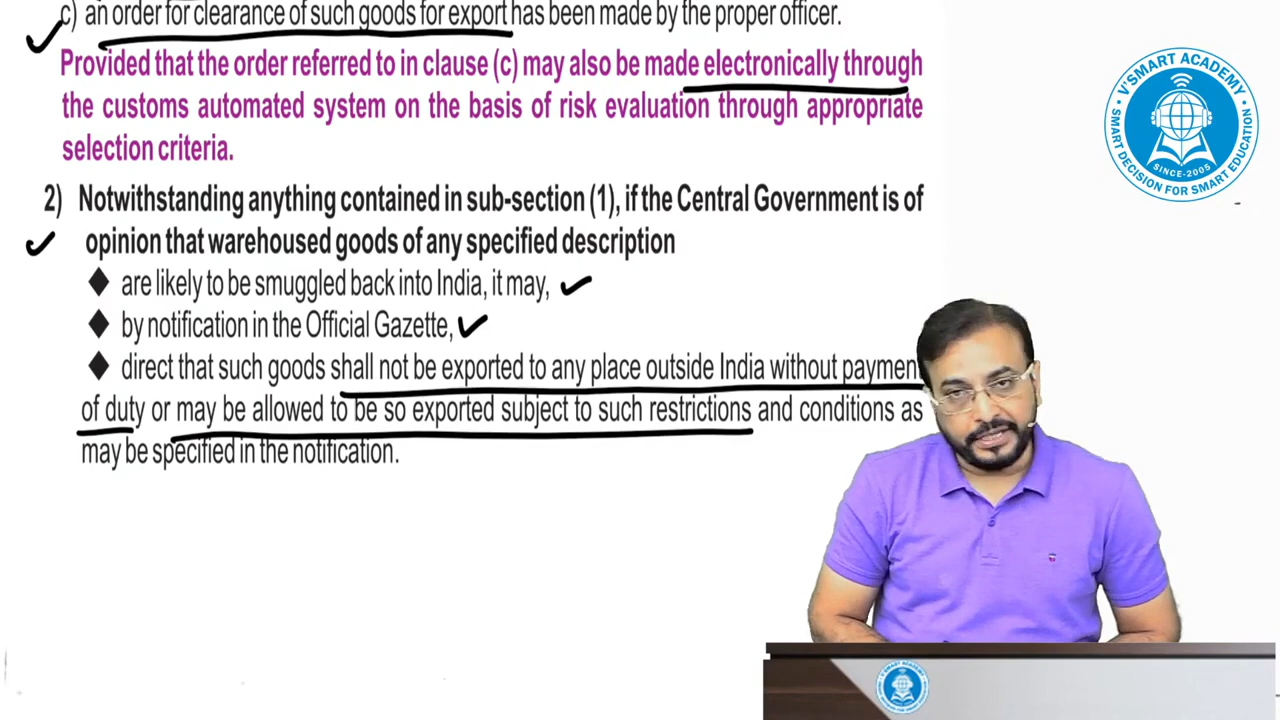 c) an order for clearance of such goods for export has been made by the proper officer.
Provided that the order referred to in clause (c) may also be made electronically through
the customs automated system on the basis of risk evaluation through appropriate
selection criteria.
2) Notwithstanding anything contained in sub-section (1), if the Central Government is of
opinion that warehoused goods of any specified description
◆ are likely to be smuggled back into India, it may,
◆ by notification in the Official Gazette,
◆ direct that such goods shall not be exported to any place outside India without paymen
of duty or may be allowed to be so exported subject to such restrictions and conditions as
may be specified in the notification.
V'SMART ACADEMY
SINCE-2005
SMART DECISION FOR SMART EDUCATION